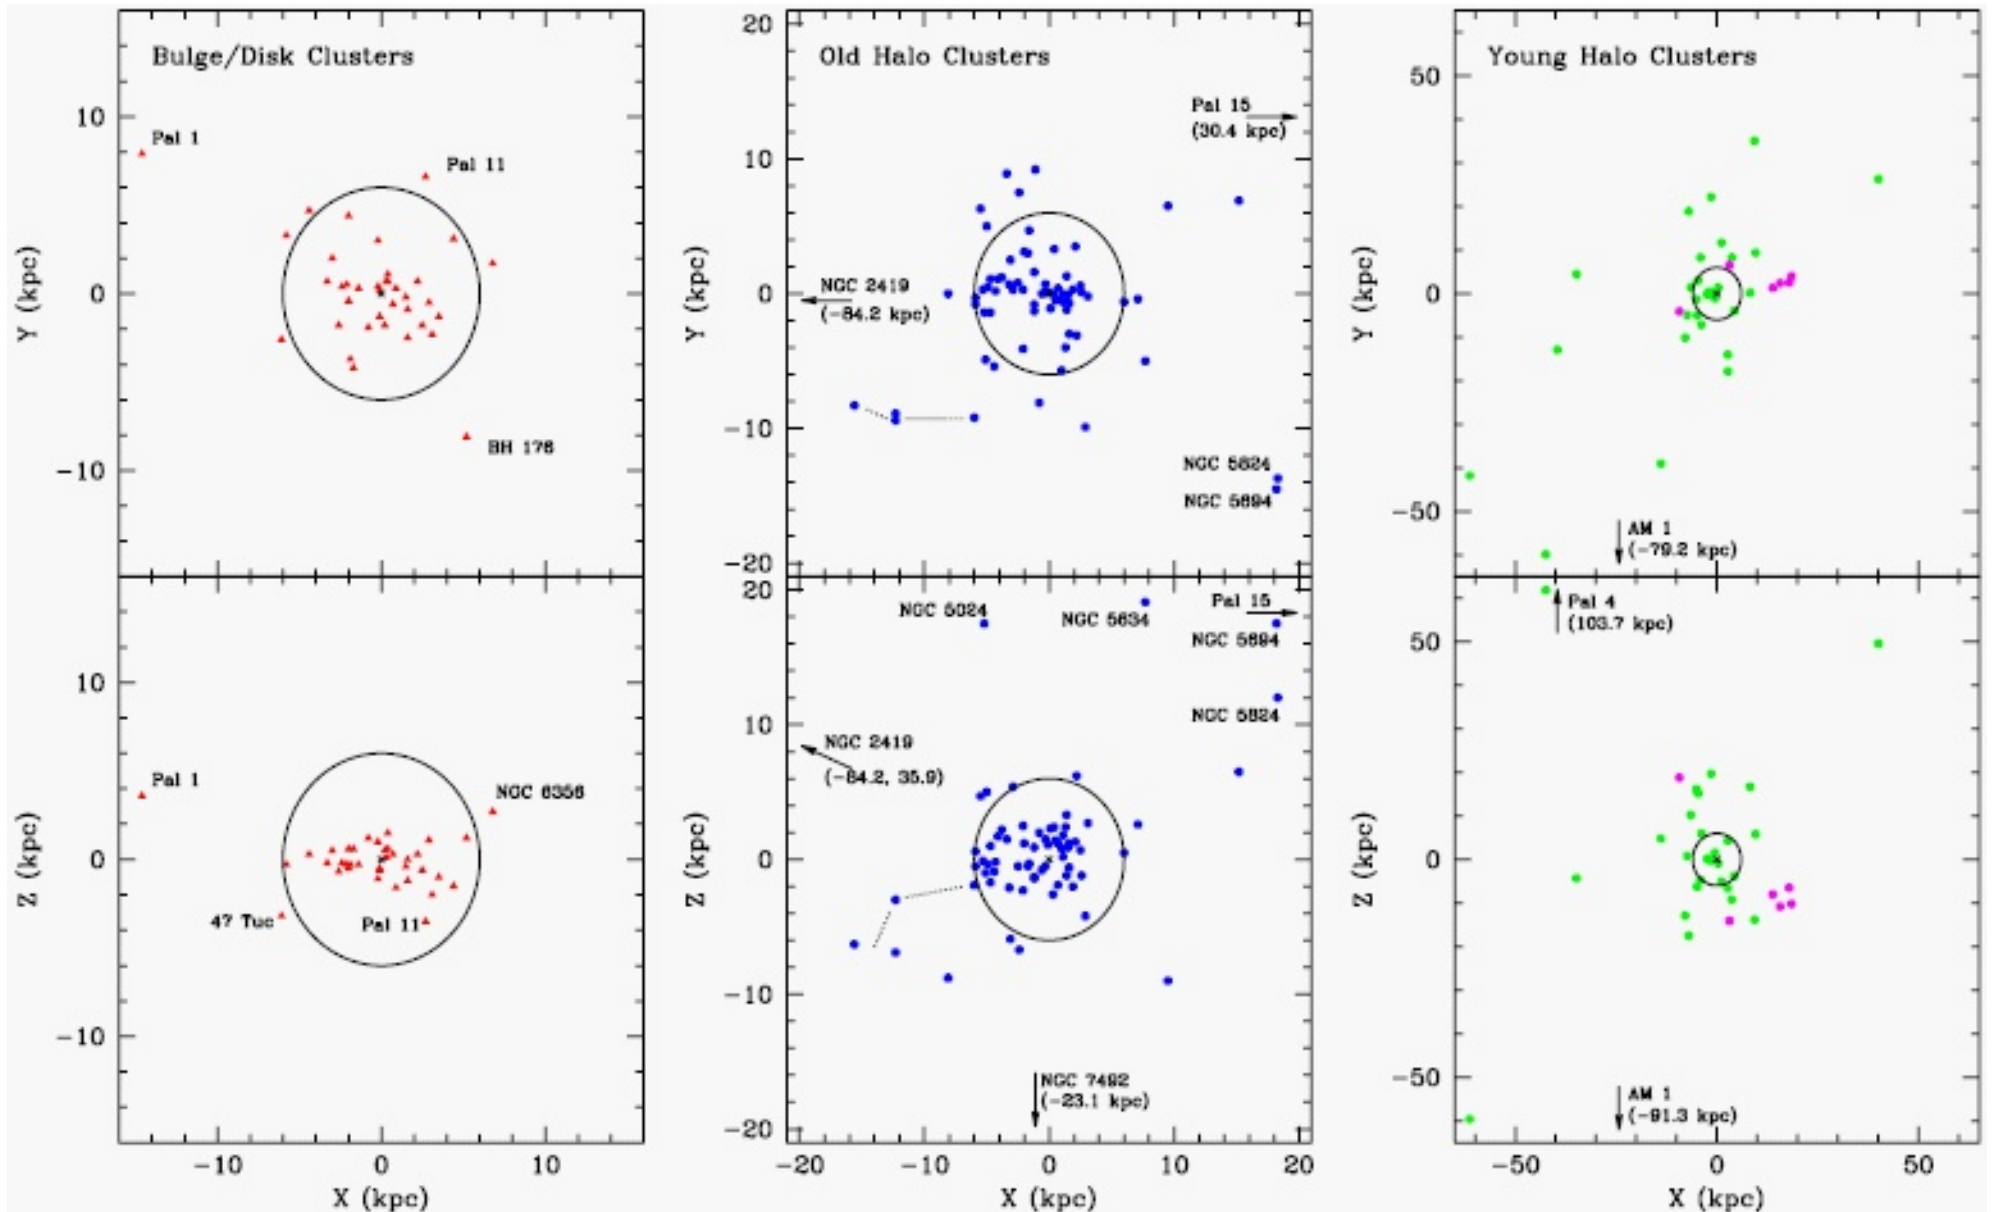 Bulge/Disk Clusters
Pal 1
Pal 11
BH 176
10
0
-10
Y (kpc)
Old Halo Clusters
Pal 15
(30.4 kpc)
NGC 2419
(-84.2 kpc)
NGC 5824
NGC 5694
20
10
0
-10
-20
Y (kpc)
Young Halo Clusters
AM 1
(-79.2 kpc)
50
0
-50
Y (kpc)
Pal 1
NGC 6356
47 Tuc
Pal 11
10
0
-10
Z (kpc)
-10
0
10
X (kpc)
NGC 5024
NGC 5634
Pal 15
NGC 5694
NGC 5824
NGC 2419
(-84.2, 35.9)
NGC 7492
(-23.1 kpc)
20
10
0
-10
-20
Z (kpc)
-20
-10
0
10
20
X (kpc)
Pal 4
(103.7 kpc)
AM 1
(-91.3 kpc)
50
0
-50
Z (kpc)
-50
0
50
X (kpc)